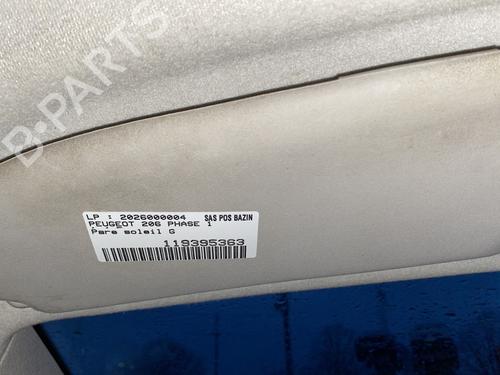 B-PARTS
LP : 2026000004 SAS POS BAZIN
PEUGEOT 206 PHASE 1
Pare soleil G
119395363